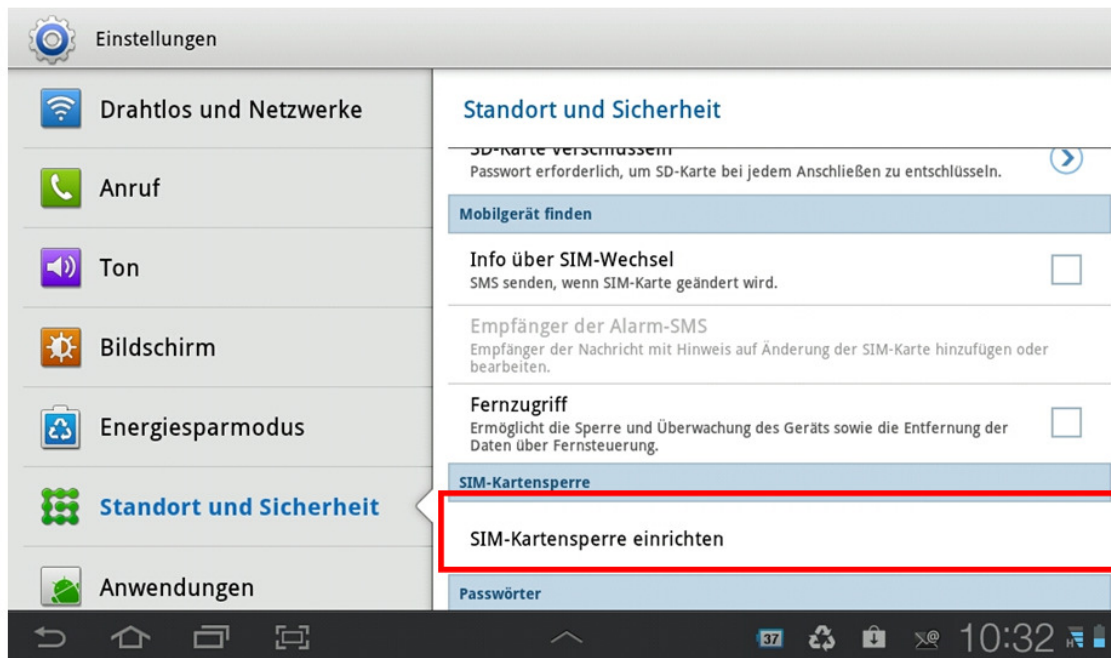 Einstellungen
Drahtlos und Netzwerke
Anruf
Ton
Bildschirm
Energiesparmodus
Standort und Sicherheit
Anwendungen
Standort und Sicherheit
SD-Karte verschlüsseln
Passwort erforderlich, um SD-Karte bei jedem Anschließen zu entschlüsseln.
Mobilgerät finden
Info über SIM-Wechsel
SMS senden, wenn SIM-Karte geändert wird.
Empfänger der Alarm-SMS
Empfänger der Nachricht mit Hinweis auf Änderung der SIM-Karte hinzufügen oder
bearbeiten.
Fernzugriff
Ermöglicht die Sperre und Überwachung des Geräts sowie die Entfernung der
Daten über Fernsteuerung.
SIM-Kartensperre
SIM-Kartensperre einrichten
Passwörter
37
10:32
H